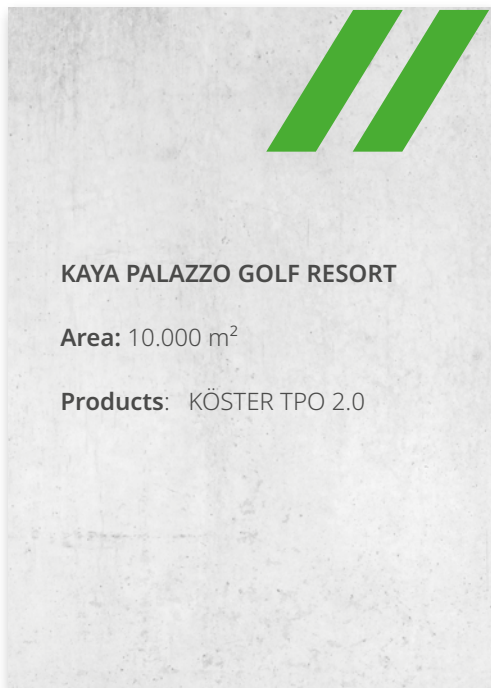 KAYA PALAZZO GOLF RESORT
Area: 10.000 m²
Products: KÖSTER TPO 2.0